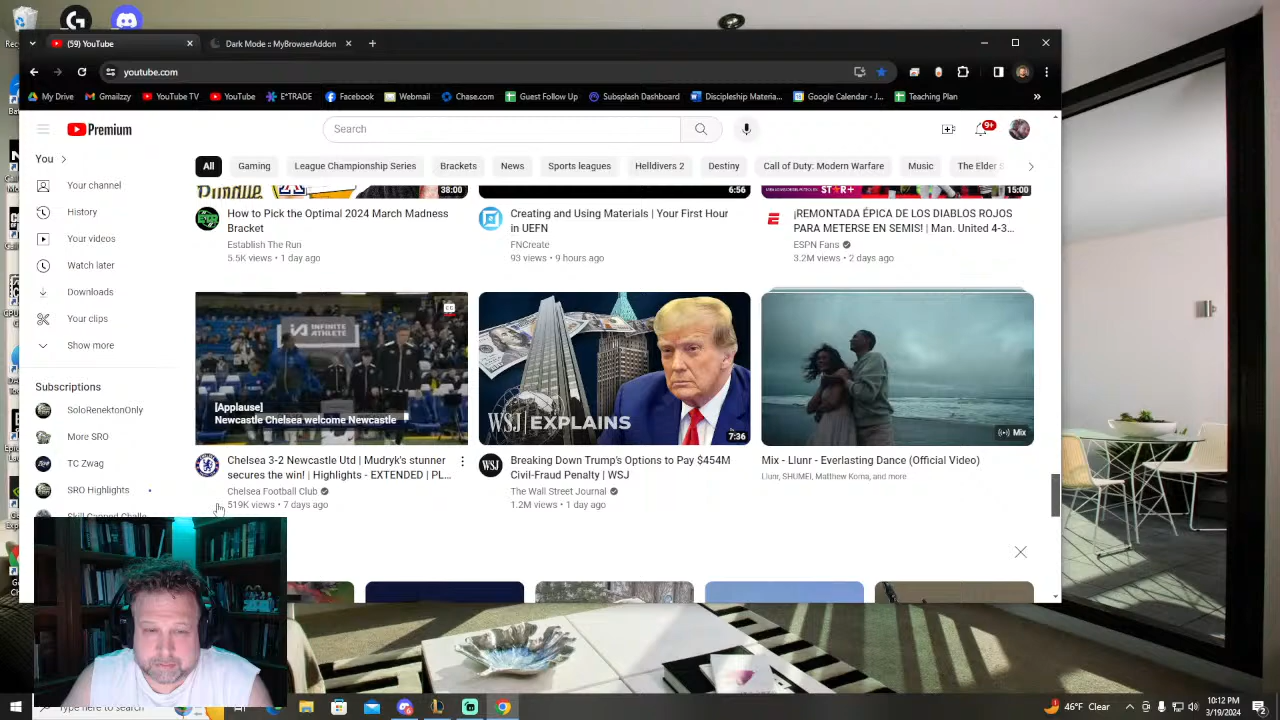 (59) YouTube
Dark Mode :: MyBrowserAddon
youtube.com
My Drive
Gmailzzy
YouTube TV
YouTube
E*TRADE
Facebook
Webmail
Chase.com
Guest Follow Up
Subsplash Dashboard
Discipleship Materia...
Google Calendar - J...
Teaching Plan
Premium
Search
9+
You
All
Gaming
League Championship Series
Brackets
News
Sports leagues
Helldivers 2
Destiny
Call of Duty: Modern Warfare
Music
The Elder S
Your channel
History
Your videos
Watch later
Downloads
Your clips
Show more
Subscriptions
SoloRenektonOnly
More SRO
TC Zwag
SRO Highlights
Skill Capped Challe
38:00
6:56
STAR+
15:00
How to Pick the Optimal 2024 March Madness
Bracket
Establish The Run
5.5K views • 1 day ago
Creating and Using Materials | Your First Hour
in UEFN
FNCreate
93 views • 9 hours ago
¡REMONTADA ÉPICA DE LOS DIABLOS ROJOS
PARA METERSE EN SEMIS! | Man. United 4-3...
ESPN Fans
3.2M views • 2 days ago
INFINITE
ATHLETE
CC
[Applause]
Newcastle Chelsea welcome Newcastle
WSJ EXPLAINS
7:36
Mix
Chelsea 3-2 Newcastle Utd | Mudryk's stunner
secures the win! | Highlights - EXTENDED | PL...
Chelsea Football Club
519K views • 7 days ago
WSJ
Breaking Down Trump's Options to Pay $454M
Civil-Fraud Penalty | WSJ
The Wall Street Journal
1.2M views • 1 day ago
Mix - Llunr - Everlasting Dance (Official Video)
Llunr, SHUMEI, Matthew Koma, and more
Type here to search
46°F Clear
10:12 PM
3/19/2024
2